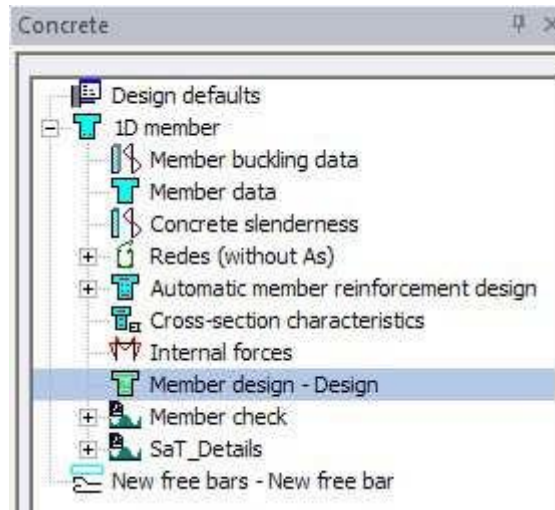 Concrete
Design defaults
1D member
Member buckling data
Member data
Concrete slenderness
Redes (without As)
Automatic member reinforcement design
Cross-section characteristics
Internal forces
Member design - Design
Member check
SaT_Details
New free bars - New free bar